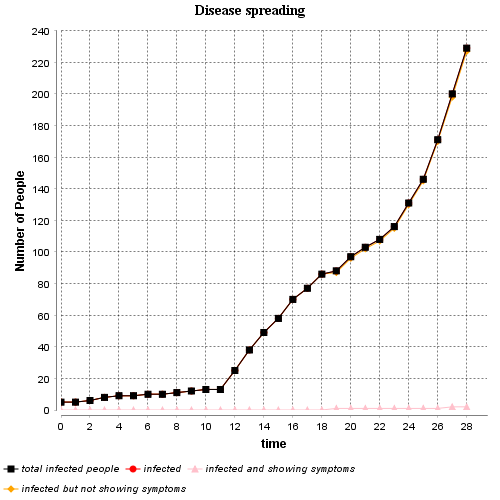 Disease spreading
Number of People
240
220
200
180
160
140
120
100
80
60
40
20
0
0 2 4 6 8 10 12 14 16 18 20 22 24 26 28
time
total infected people infected infected and showing symptoms
infected but not showing symptoms